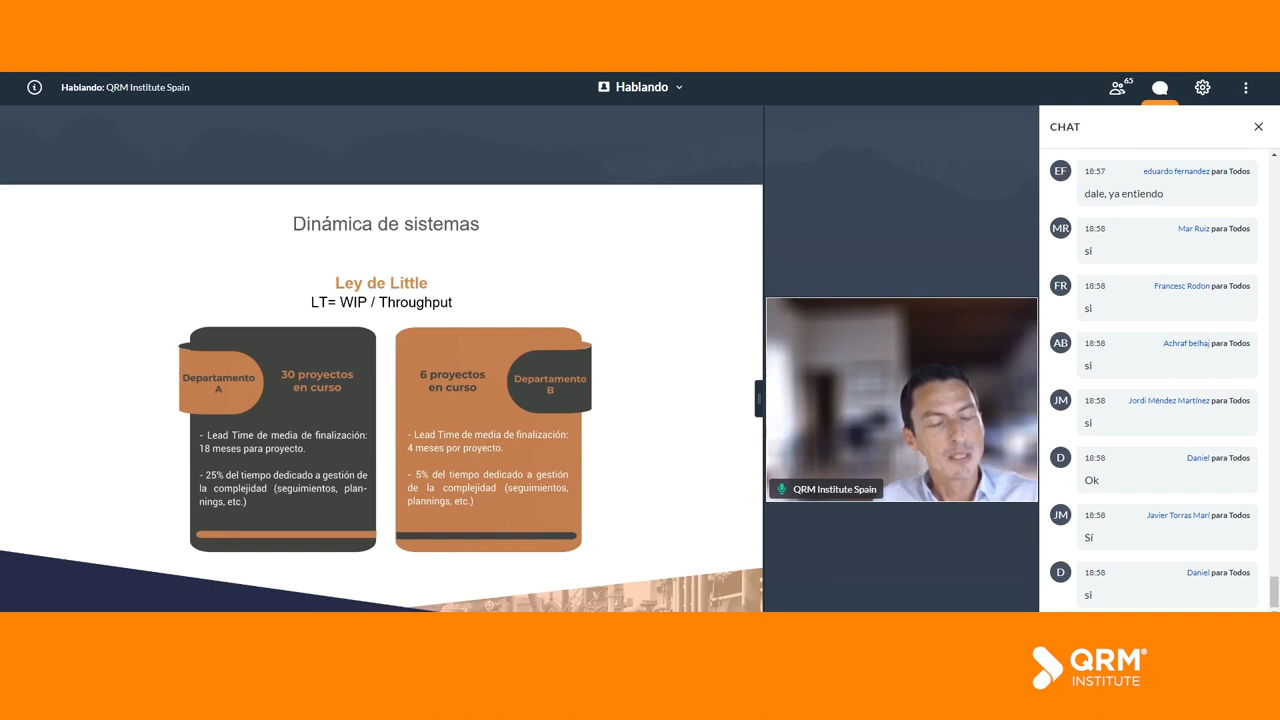 Hablando: QRM Institute Spain
Hablando
65
Dinámica de sistemas
Ley de Little
LT= WIP / Throughput
Departamento
A
30 proyectos
en curso
- Lead Time de media de finalización:
18 meses para proyecto.
- 25% del tiempo dedicado a gestión de
la complejidad (seguimientos, plan-
nings, etc.)
6 proyectos
en curso
Departamento
B
- Lead Time de media de finalización:
4 meses por proyecto.
- 5% del tiempo dedicado a gestión
de la complejidad (seguimientos,
plannings, etc.)
QRM Institute Spain
CHAT
EF
18:57 eduardo fernandez para Todos
dale, ya entiendo
MR
18:58 Mar Ruiz para Todos
si
FR
18:58 Francesc Rodon para Todos
si
AB
18:58 Achraf belhaj para Todos
si
JM
18:58 Jordi Méndez Martínez para Todos
si
D
18:58 Daniel para Todos
Ok
JM
18:58 Javier Torras Marí para Todos
Sí
D
18:58 Daniel para Todos
si
QRM®
INSTITUTE